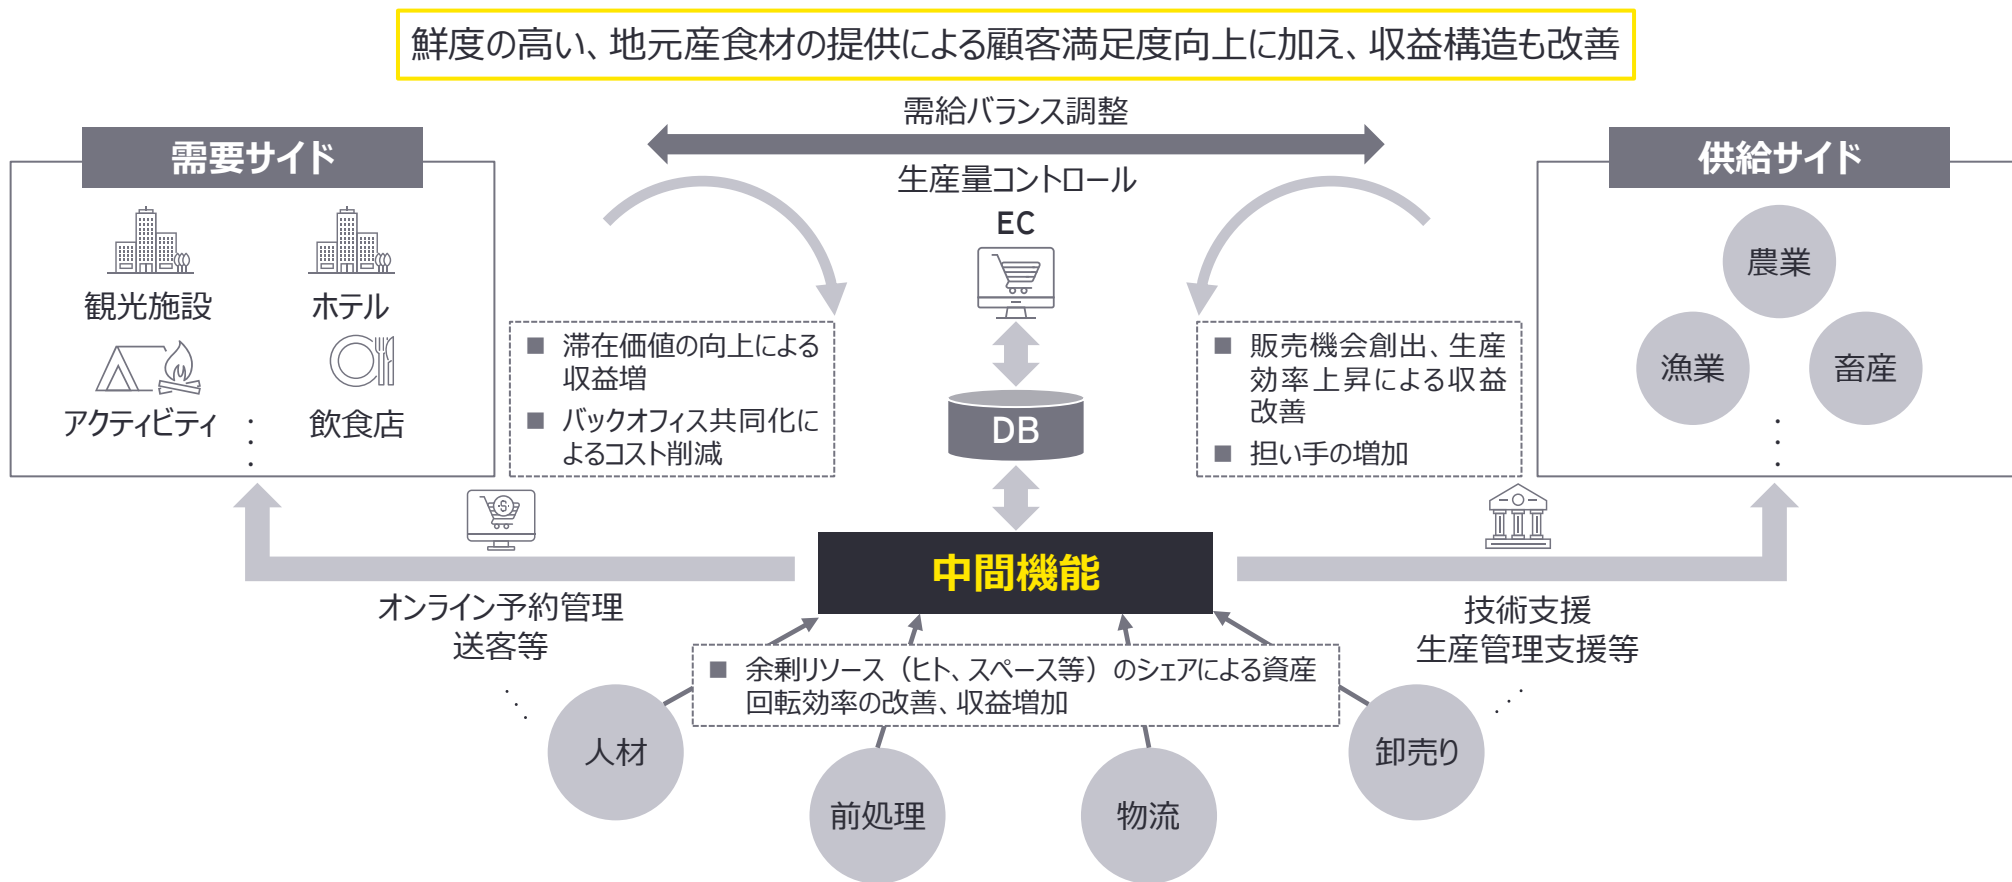 鮮度の高い、地元産食材の提供による顧客満足度向上に加え、収益構造も改善
需給バランス調整
生産量コントロール
需要サイド
観光施設
ホテル
アクティビティ
飲食店
・・・
滞在価値の向上による
収益増
バックオフィス共同化に
よるコスト削減
EC
DB
販売機会創出、生産
効率上昇による収益
改善
担い手の増加
供給サイド
農業
漁業
畜産
・・・
中間機能
オンライン予約管理
送客等
・・・・
技術支援
生産管理支援等
・・・・
余剰リソース（ヒト、スペース等）のシェアによる資産
回転効率の改善、収益増加
人材
前処理
物流
卸売り